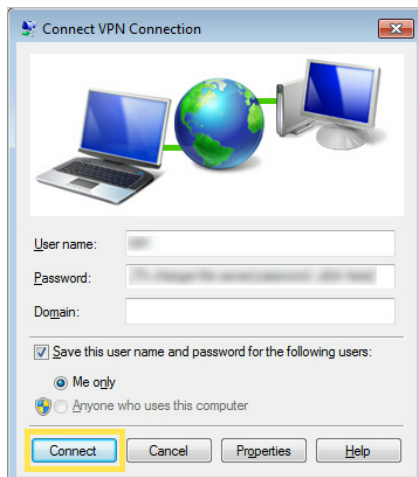 Connect VPN Connection
User name:
Password:
Domain:
Save this user name and password for the following users:
Me only
Anyone who uses this computer
Connect Cancel Properties Help